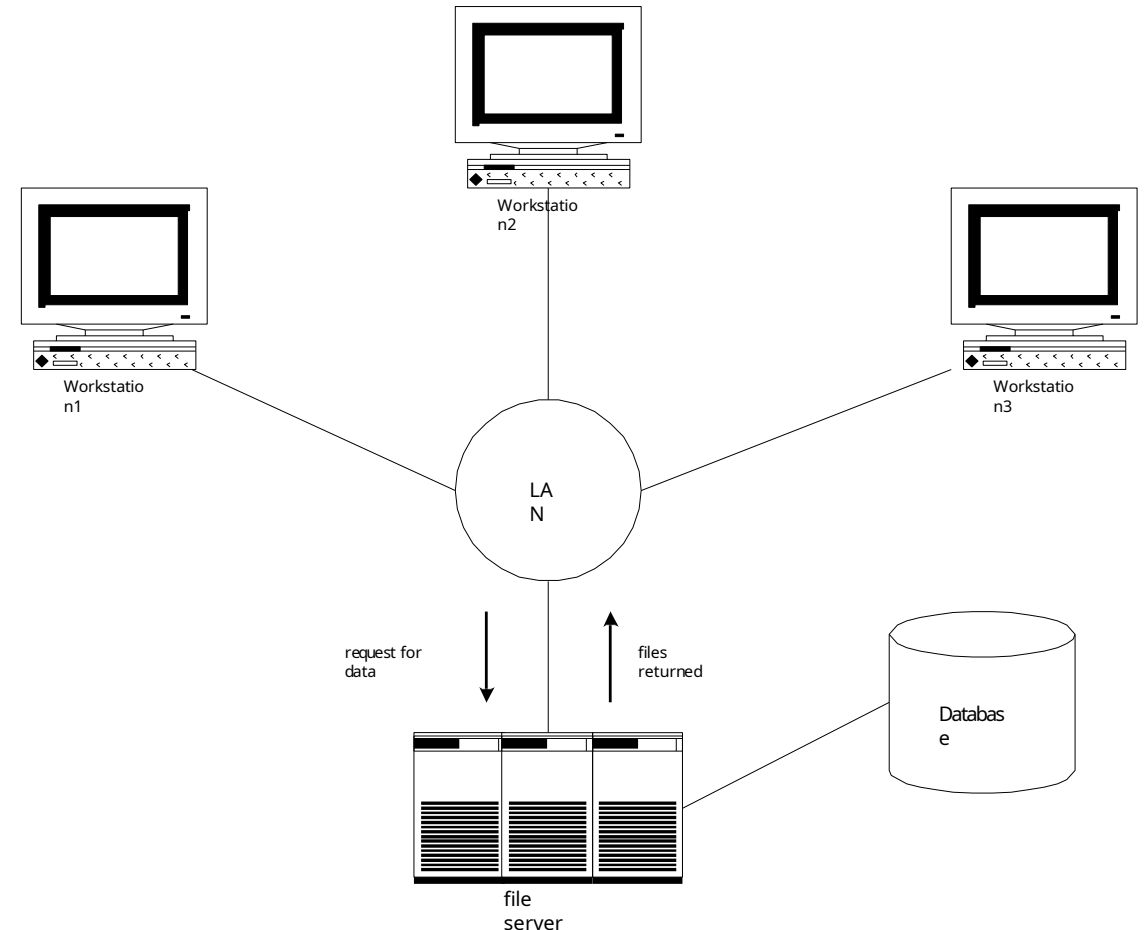 Workstatio
n2
Workstatio
n1
Workstatio
n3
LA
N
request for
data
files
returned
Databas
e
file
server